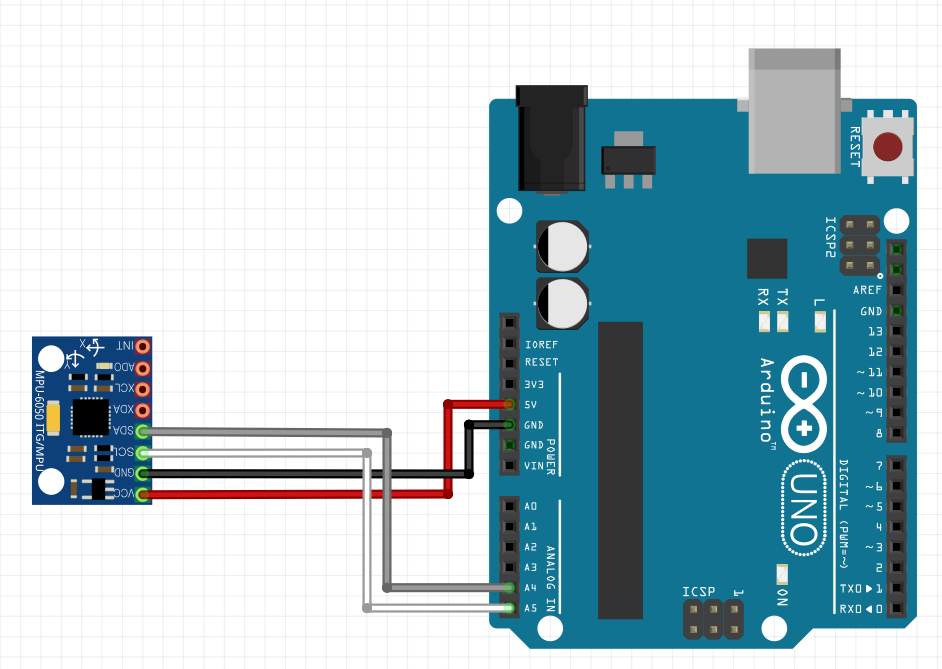 INT
ADO
XCL
XDA
SDA
SCL
GND
VCC
X
Y
MPU-6050 ITG/MPU
RESET
ICSP2
AREF
GND
13
12
~11
~10
~9
8
7
~6
~5
4
~3
2
TX0▶1
RX0◀0
DIGITAL (PWM=~)
RX
TX
L
Arduino™
UNO
ON
ICSP
1
IOREF
RESET
3V3
5V
GND
GND
VIN
POWER
A0
A1
A2
A3
A4
A5
ANALOG IN